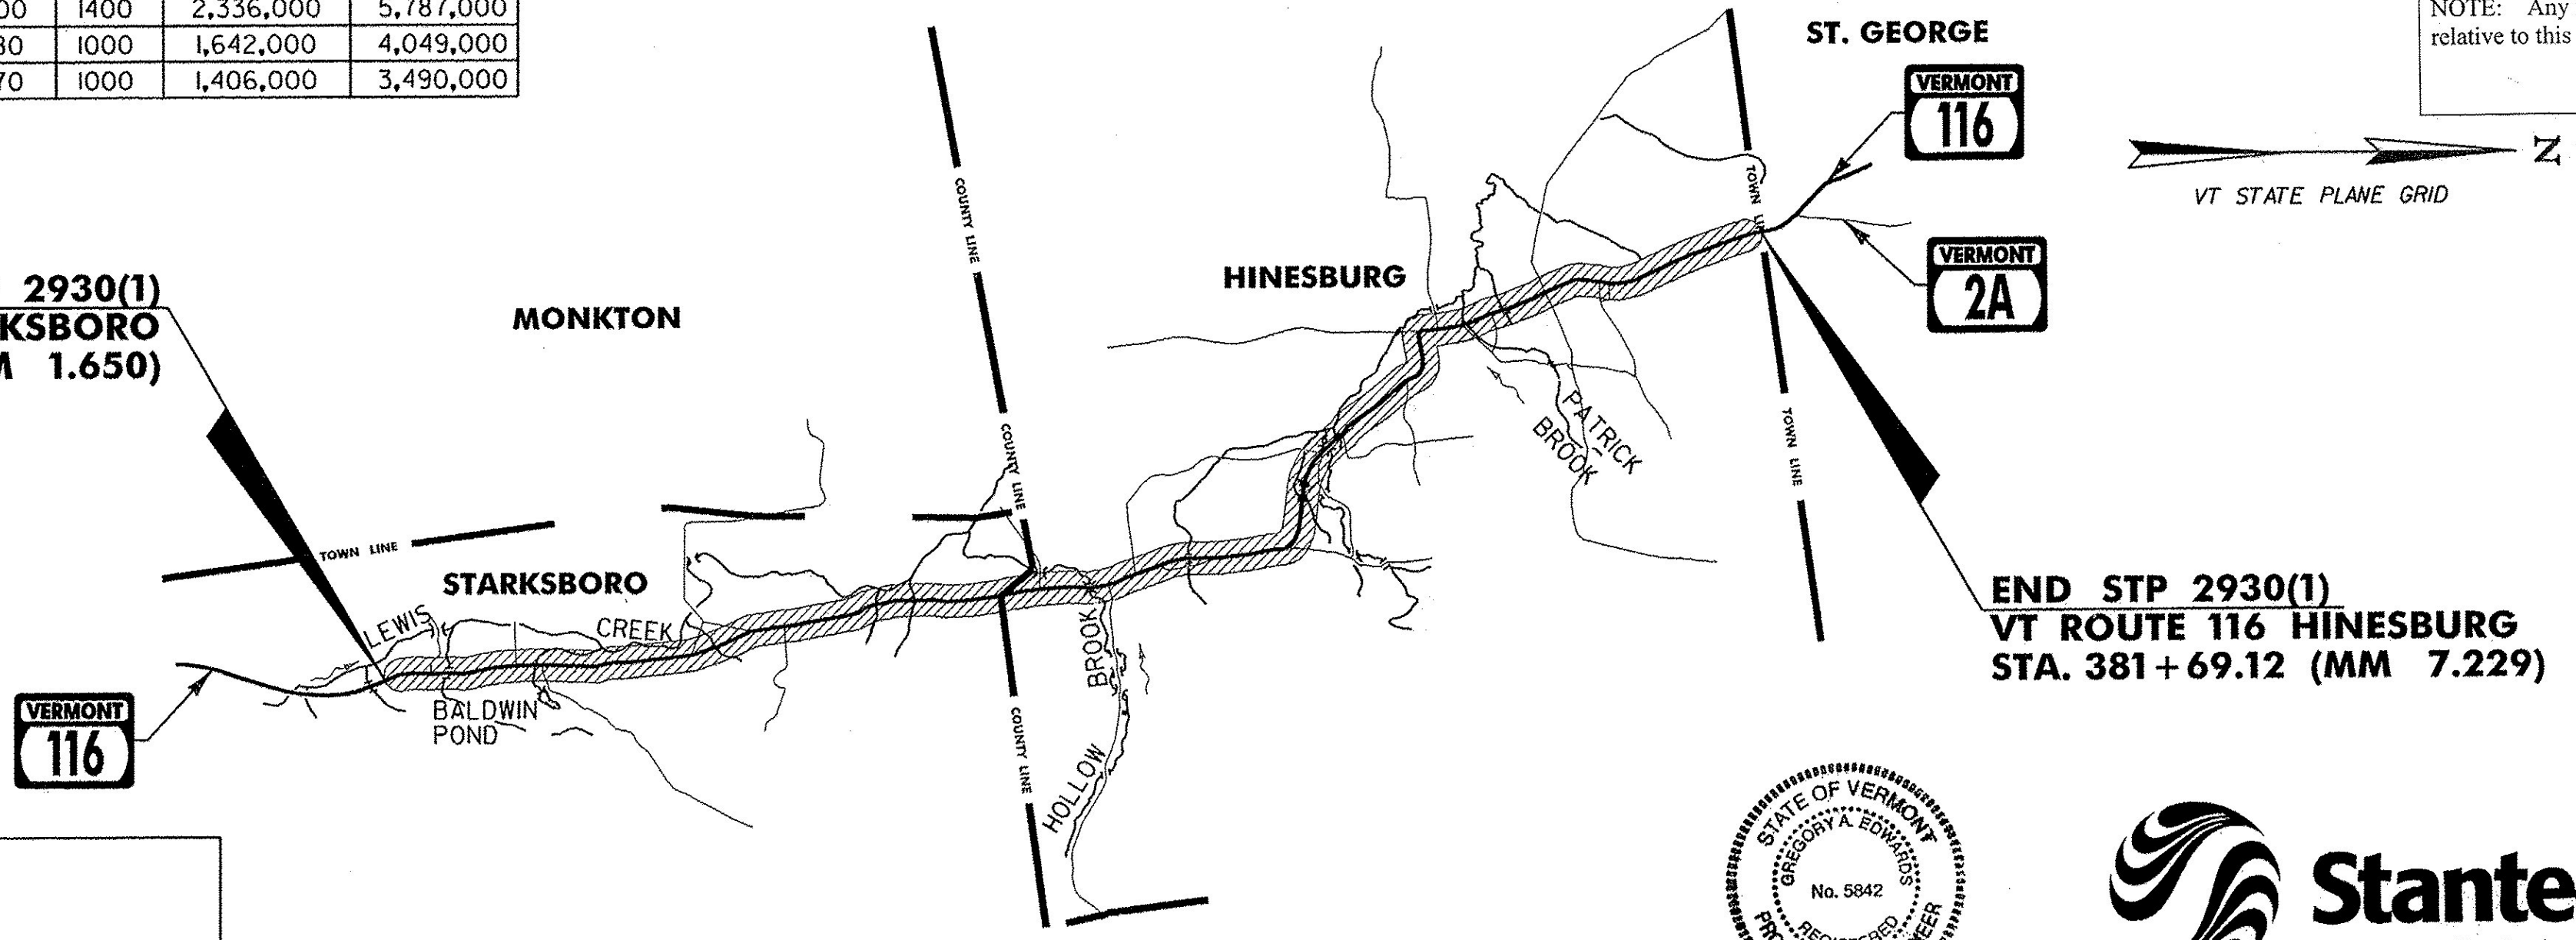 00 1400 2,336,000 5,787,000
30 1000 1,642,000 4,049,000
70 1000 1,406,000 3,490,000
NOTE: Any
relative to this
ST. GEORGE
VERMONT
116
VERMONT
2A
N
VT STATE PLANE GRID
COUNTY LINE
TOWN LINE
HINESBURG
2930(1)
KSBORO
1.650)
MONKTON
COUNTY LINE
PATRICK
BROOK
TOWN LINE
TOWN LINE
STARKSBORO
LEWIS
CREEK
BROOK
HOLLOW
COUNTY LINE
BALDWIN
POND
VERMONT
116
END STP 2930(1)
VT ROUTE 116 HINESBURG
STA. 381+69.12 (MM 7.229)
STATE OF VERMONT
GREGORY A. EDWARDS
No. 5842
REGISTERED
Stante